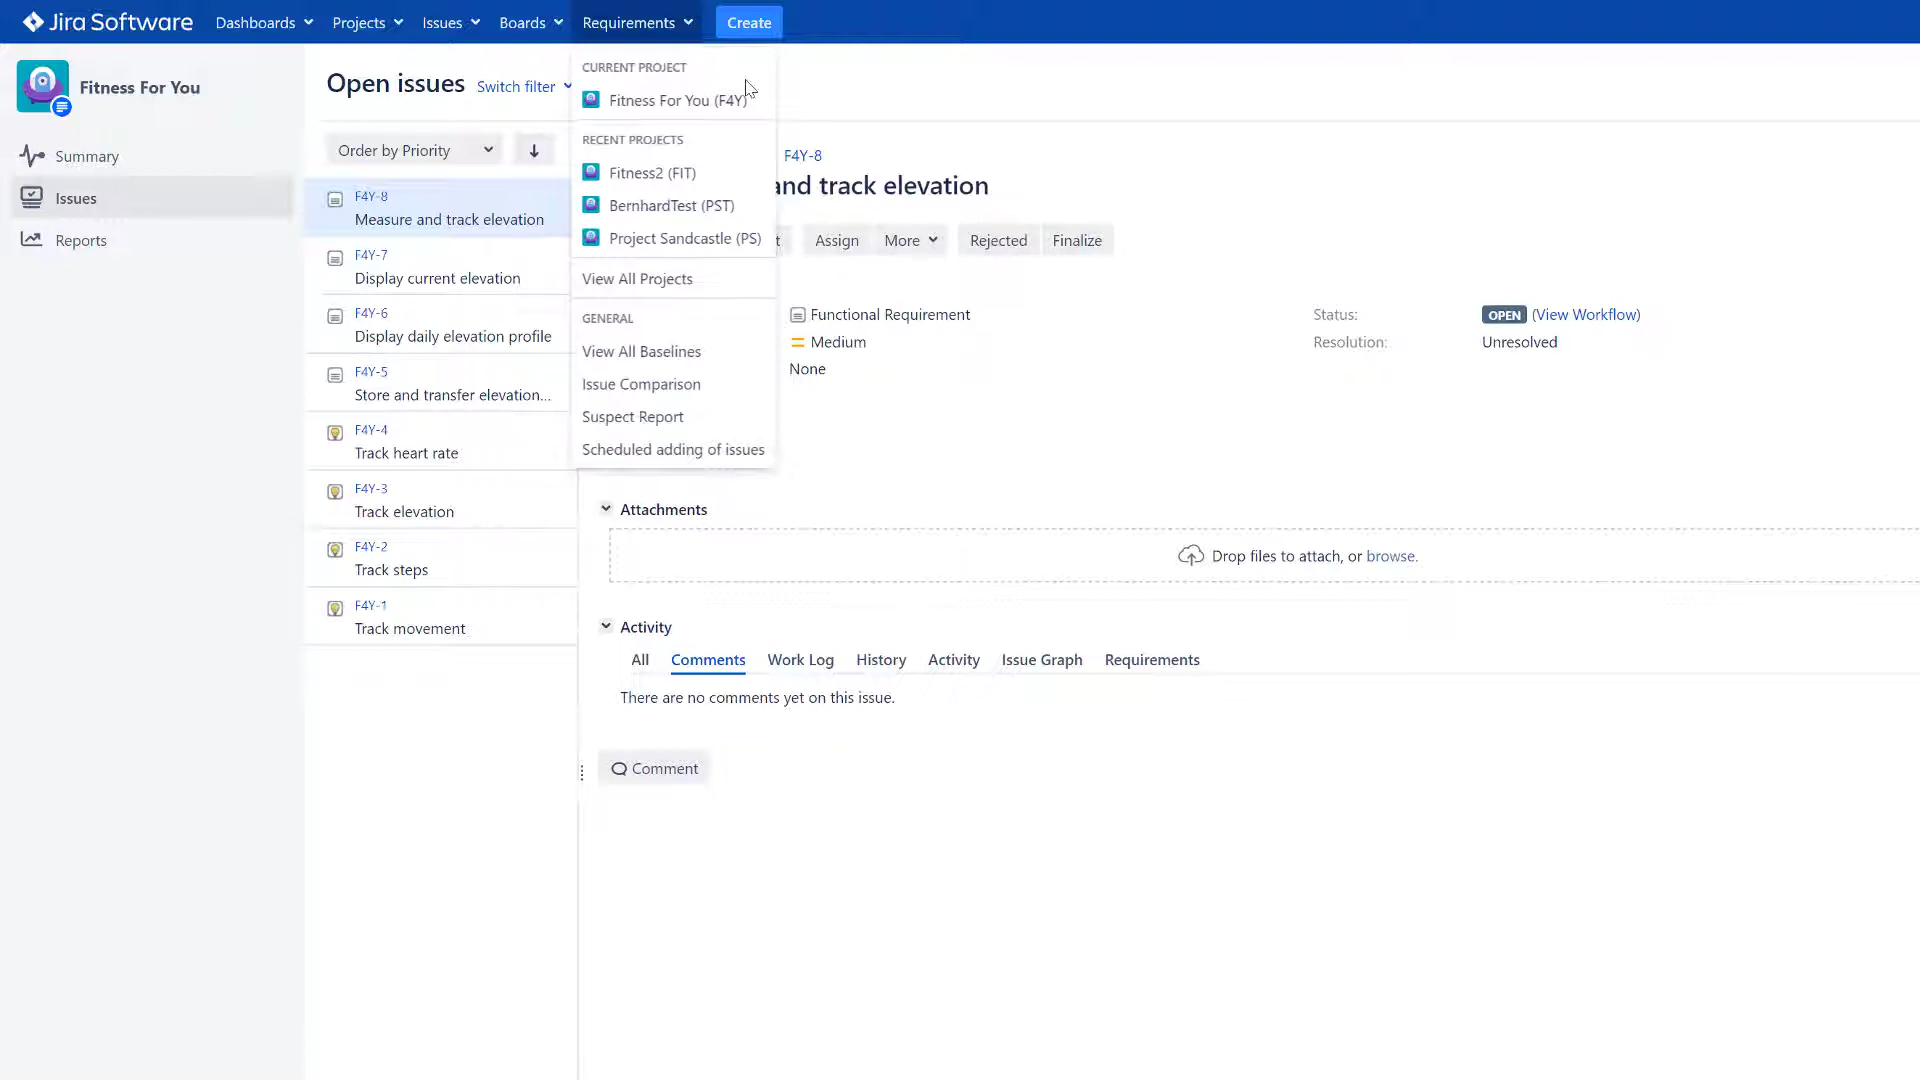 Jira Software
Dashboards
Projects
Issues
Boards
Requirements
Create
Fitness For You
Summary
Issues
Reports
Open issues
Switch filter
Order by Priority
F4Y-8
Measure and track elevation
F4Y-7
Display current elevation
F4Y-6
Display daily elevation profile
F4Y-5
Store and transfer elevation...
F4Y-4
Track heart rate
F4Y-3
Track elevation
F4Y-2
Track steps
F4Y-1
Track movement
CURRENT PROJECT
Fitness For You (F4Y)
RECENT PROJECTS
Fitness2 (FIT)
BernhardTest (PST)
Project Sandcastle (PS)
View All Projects
GENERAL
View All Baselines
Issue Comparison
Suspect Report
Scheduled adding of issues
F4Y-8
and track elevation
t
Assign
More
Rejected
Finalize
Functional Requirement
Medium
None
Status:
OPEN (View Workflow)
Resolution:
Unresolved
Attachments
Drop files to attach, or browse.
Activity
All
Comments
Work Log
History
Activity
Issue Graph
Requirements
There are no comments yet on this issue.
Comment